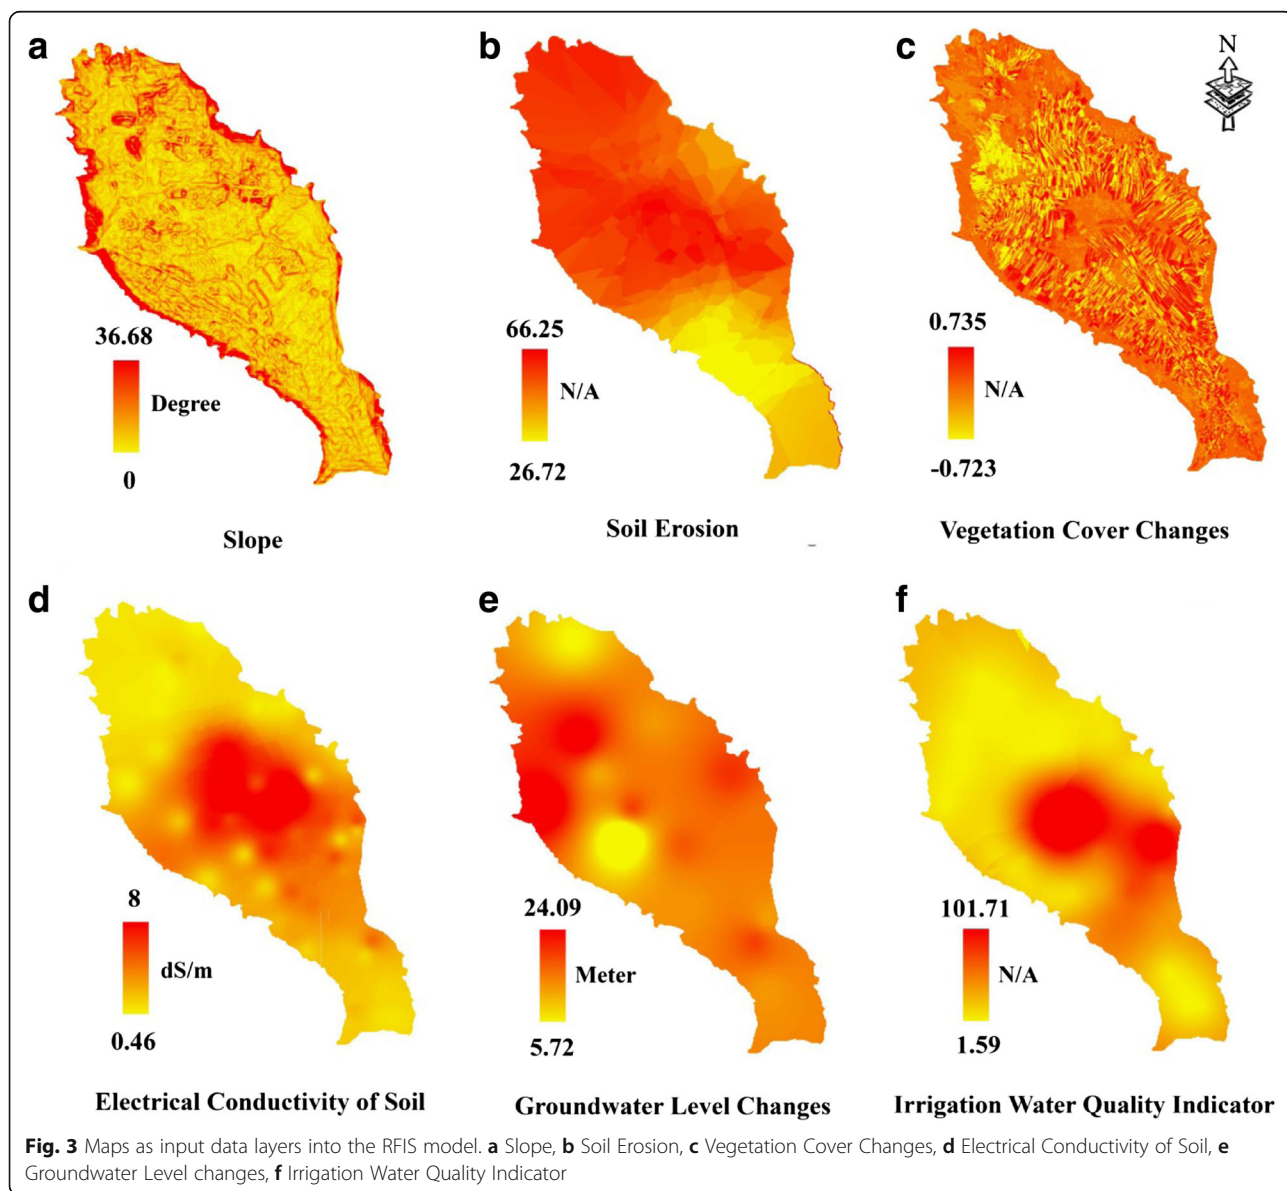 a
b
c
N
36.68
Degree
0
Slope
66.25
N/A
26.72
Soil Erosion
0.735
N/A
-0.723
Vegetation Cover Changes
d
e
f
8
dS/m
0.46
Electrical Conductivity of Soil
24.09
Meter
5.72
Groundwater Level Changes
101.71
N/A
1.59
Irrigation Water Quality Indicator
Fig. 3 Maps as input data layers into the RFIS model. a Slope, b Soil Erosion, c Vegetation Cover Changes, d Electrical Conductivity of Soil, e
Groundwater Level changes, f Irrigation Water Quality Indicator